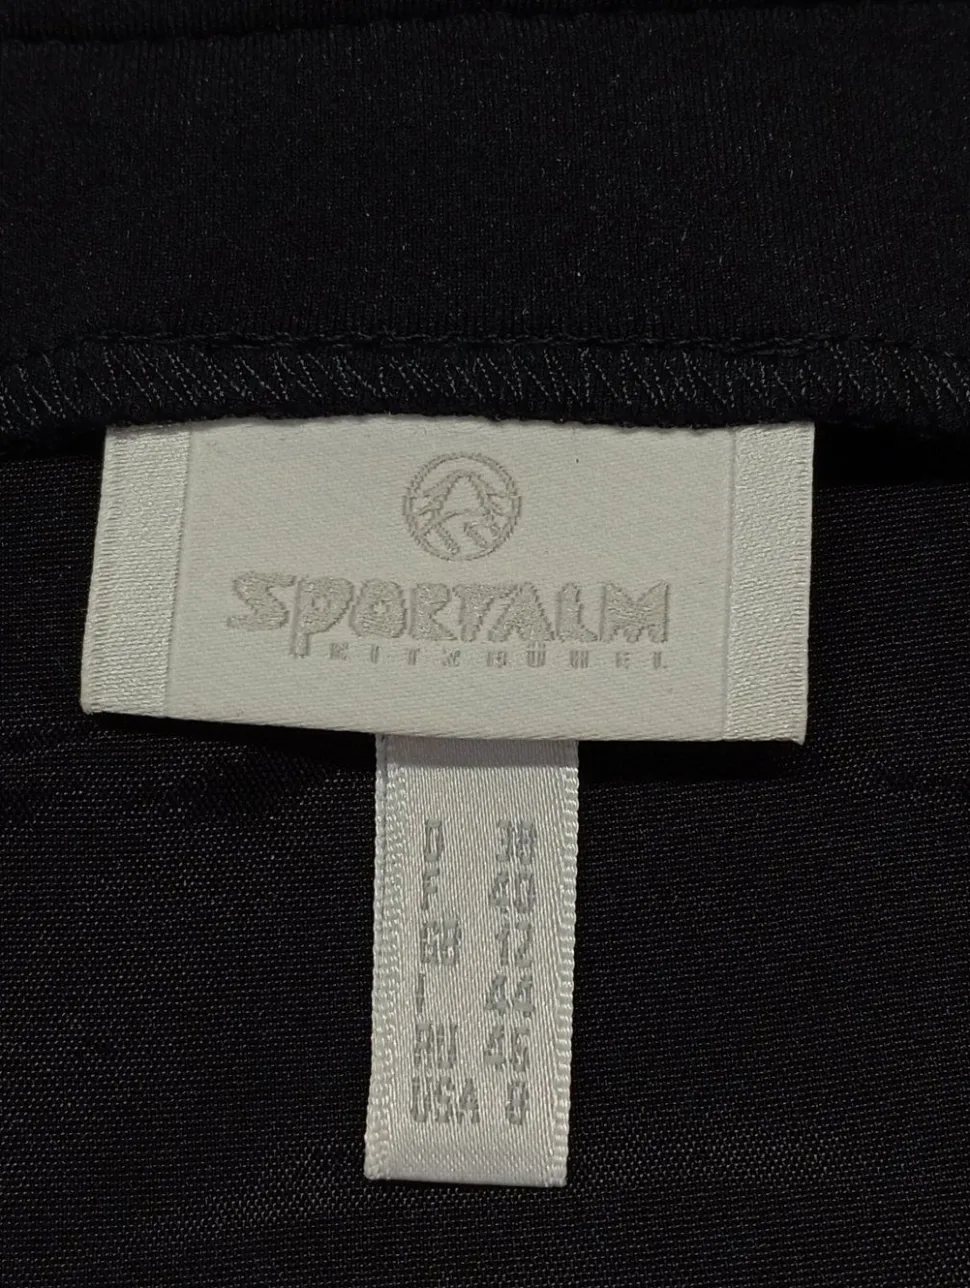 SPORTALM
KITZBÜHEL
D 38
F 40
GB 12
I 44
RU 46
USA 8